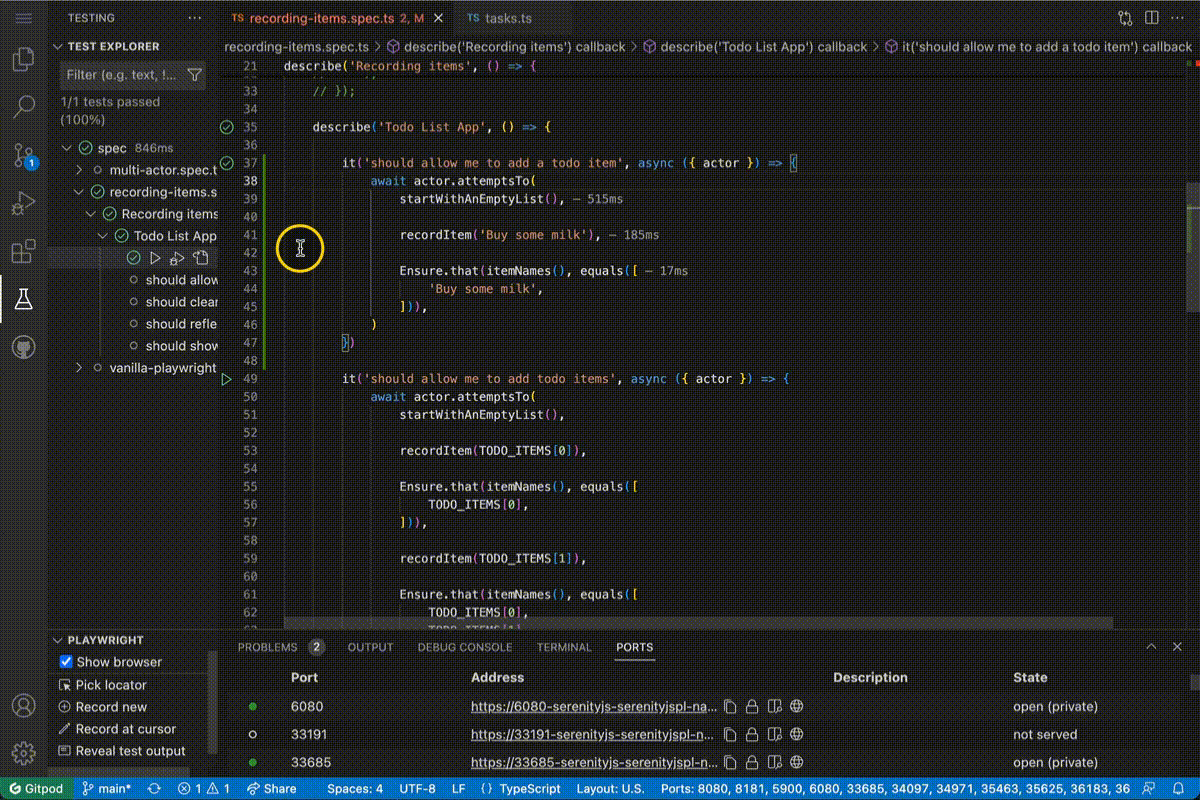 TESTING ···
TS recording-items.spec.ts 2, M
TS tasks.ts
TEST EXPLORER
Filter (e.g. text, !...
1/1 tests passed
(100%)
spec 846ms
multi-actor.spec.t
recording-items.s
Recording items
Todo List App
should allow
should clear
should refle
should show
vanilla-playwright
recording-items.spec.ts > describe('Recording items') callback > describe('Todo List App') callback > it('should allow me to add a todo item') callback
21 describe('Recording items', () => {
33 // });
34
35 describe('Todo List App', () => {
36
37 it('should allow me to add a todo item', async ({ actor }) => {
38 await actor.attemptsTo(
39 startWithAnEmptyList(), — 515ms
40
41 recordItem('Buy some milk'), — 185ms
42
43 Ensure.that(itemNames(), equals([ — 17ms
44 'Buy some milk',
45 ])),
46 )
47 })
48
49 it('should allow me to add todo items', async ({ actor }) => {
50 await actor.attemptsTo(
51 startWithAnEmptyList(),
52
53 recordItem(TODO_ITEMS[0]),
54
55 Ensure.that(itemNames(), equals([
56 TODO_ITEMS[0],
57 ])),
58
59 recordItem(TODO_ITEMS[1]),
60
61 Ensure.that(itemNames(), equals([
62 TODO_ITEMS[0],
PLAYWRIGHT
Show browser
Pick locator
Record new
Record at cursor
Reveal test output
PROBLEMS 2 OUTPUT DEBUG CONSOLE TERMINAL PORTS
Port Address Description State
6080 https://6080-serenityjs-serenityjspl-na... open (private)
33191 https://33191-serenityjs-serenityjspl-n... not served
33685 https://33685-serenityjs-serenityjspl-n... open (private)
1
Gitpod main* 1 1 Share Spaces: 4 UTF-8 LF {} TypeScript Layout: U.S. Ports: 8080, 8181, 5900, 6080, 33685, 34097, 34971, 35463, 35625, 36183, 36